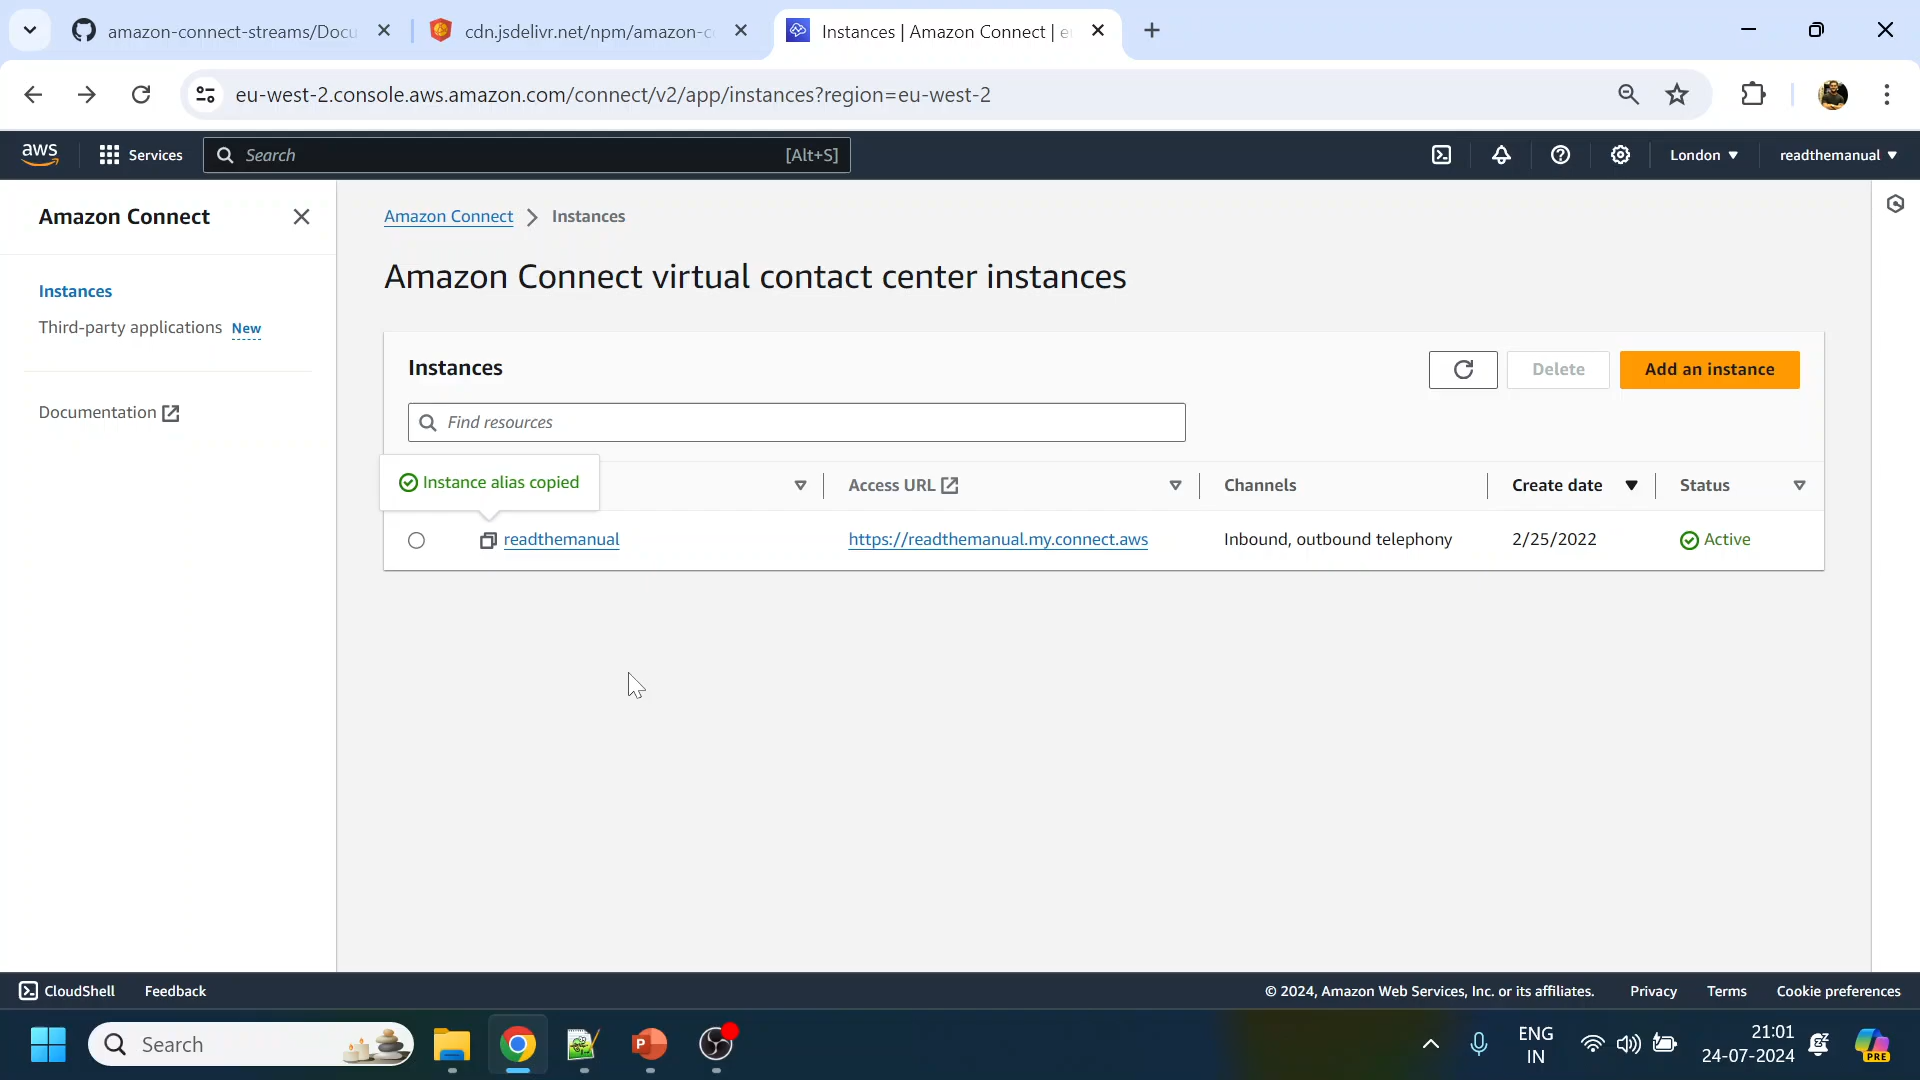 amazon-connect-streams/Docu
cdn.jsdelivr.net/npm/amazon-c
Instances | Amazon Connect | e
eu-west-2.console.aws.amazon.com/connect/v2/app/instances?region=eu-west-2
aws
Services
Search
[Alt+S]
London
readthemanual
Amazon Connect
Instances
Third-party applications New
Documentation
Amazon Connect
Instances
Amazon Connect virtual contact center instances
Instances
Delete
Add an instance
Find resources
Instance alias copied
Access URL
Channels
Create date
Status
readthemanual
https://readthemanual.my.connect.aws
Inbound, outbound telephony
2/25/2022
Active
CloudShell
Feedback
© 2024, Amazon Web Services, Inc. or its affiliates.
Privacy
Terms
Cookie preferences
Search
P
ENG
IN
21:01
24-07-2024
PRE